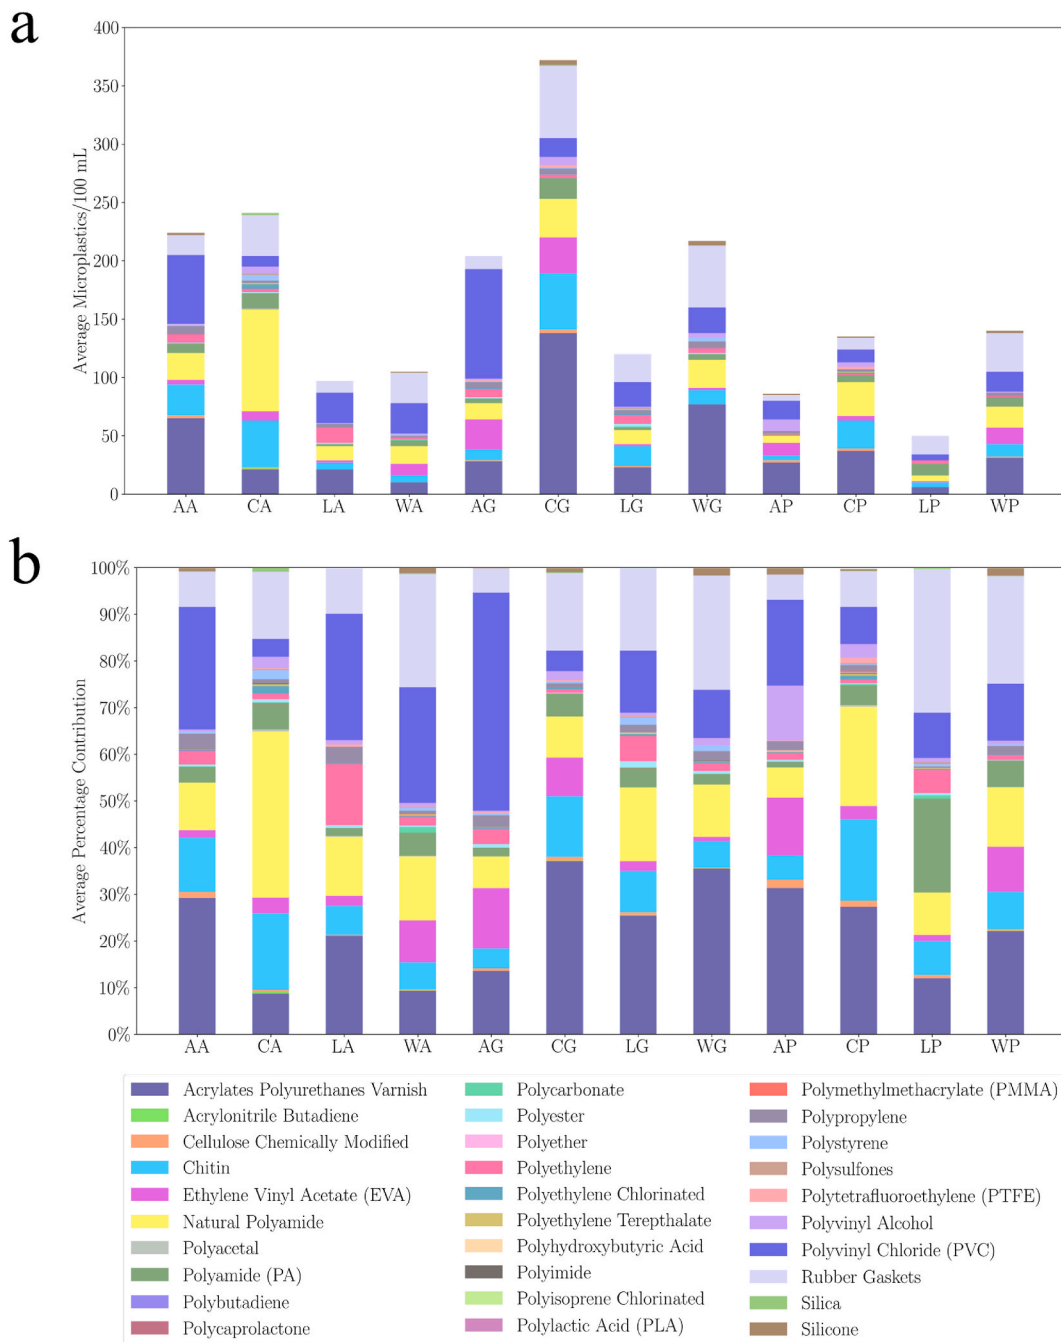 a
400
350
300
250
200
150
100
50
0
Average Microplastics/100 mL
AA CA LA WA AG CG LG WG AP CP LP WP
b
100%
90%
80%
70%
60%
50%
40%
30%
20%
10%
0%
Average Percentage Contribution
AA CA LA WA AG CG LG WG AP CP LP WP
Acrylates Polyurethanes Varnish
Acrylonitrile Butadiene
Cellulose Chemically Modified
Chitin
Ethylene Vinyl Acetate (EVA)
Natural Polyamide
Polyacetal
Polyamide (PA)
Polybutadiene
Polycaprolactone
Polycarbonate
Polyester
Polyether
Polyethylene
Polyethylene Chlorinated
Polyethylene Terepthalate
Polyhydroxybutyric Acid
Polyimide
Polyisoprene Chlorinated
Polylactic Acid (PLA)
Polymethylmethacrylate (PMMA)
Polypropylene
Polystyrene
Polysulfones
Polytetrafluoroethylene (PTFE)
Polyvinyl Alcohol
Polyvinyl Chloride (PVC)
Rubber Gaskets
Silica
Silicone